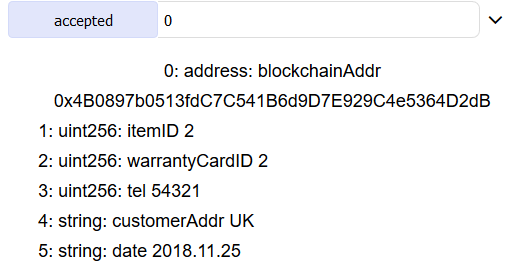 accepted 0
0: address: blockchainAddr
0x4B0897b0513fdC7C541B6d9D7E929C4e5364D2dB
1: uint256: itemID 2
2: uint256: warrantyCardID 2
3: uint256: tel 54321
4: string: customerAddr UK
5: string: date 2018.11.25